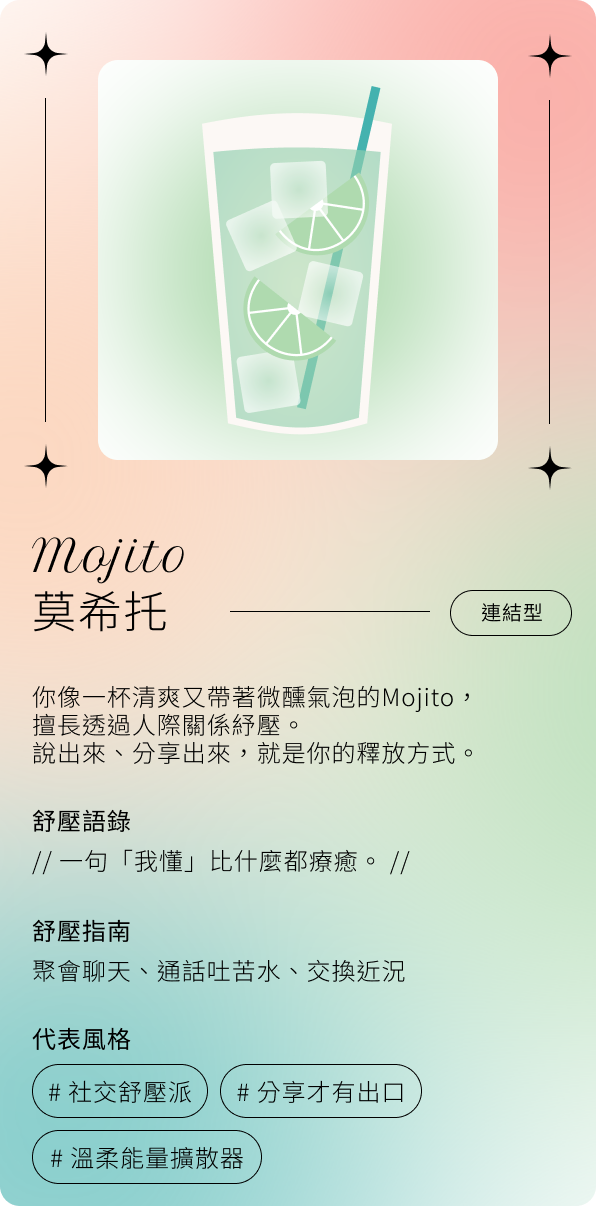 Mojito
莫希托
連結型
你像一杯清爽又帶著微醺氣泡的Mojito，
擅長透過人際關係紓壓。
說出來、分享出來，就是你的釋放方式。
舒壓語錄
// 一句「我懂」比什麼都療癒。 //
舒壓指南
聚會聊天、通話吐苦水、交換近況
代表風格
# 社交舒壓派
# 分享才有出口
# 溫柔能量擴散器